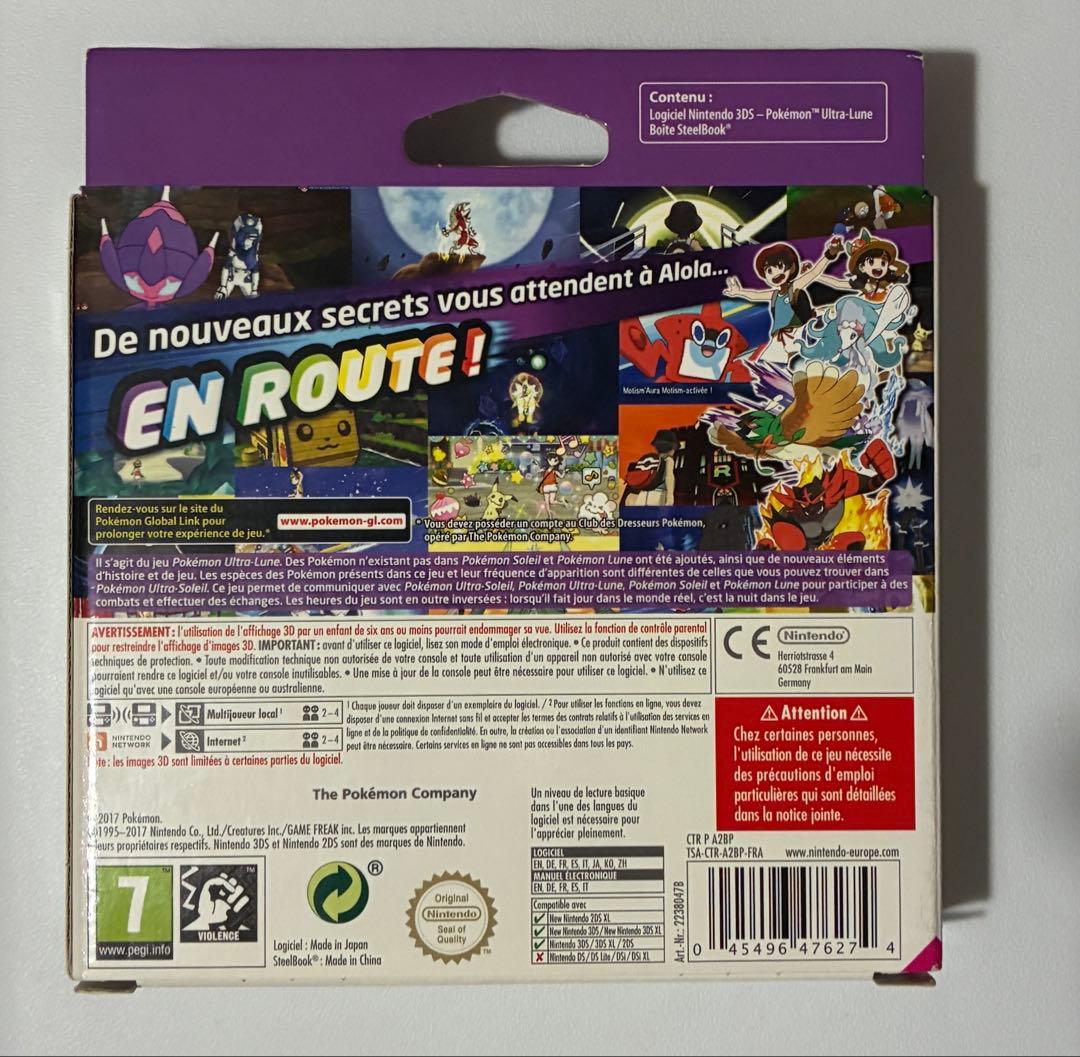 Contenu :
Logiciel Nintendo 3DS – Pokémon™ Ultra-Lune
Boîte SteelBook®
De nouveaux secrets vous attendent à Alola...
EN ROUTE !
Motism'Aura Motism-activée !
R
Rendez-vous sur le site du
Pokémon Global Link pour
prolonger votre expérience de jeu.*
www.pokemon-gl.com
* Vous devez posséder un compte au Club des Dresseurs Pokémon,
opéré par The Pokémon Company.
Il s'agit du jeu Pokémon Ultra-Lune. Des Pokémon n'existant pas dans Pokémon Soleil et Pokémon Lune ont été ajoutés, ainsi que de nouveaux éléments
d'histoire et de jeu. Les espèces des Pokémon présents dans ce jeu et leur fréquence d'apparition sont différentes de celles que vous pouvez trouver dans
Pokémon Ultra-Soleil. Ce jeu permet de communiquer avec Pokémon Ultra-Soleil, Pokémon Ultra-Lune, Pokémon Soleil et Pokémon Lune pour participer à des
combats et effectuer des échanges. Les heures du jeu sont en outre inversées : lorsqu'il fait jour dans le monde réel, c'est la nuit dans le jeu.
AVERTISSEMENT : l'utilisation de l'affichage 3D par un enfant de six ans ou moins pourrait endommager sa vue. Utilisez la fonction de contrôle parental
pour restreindre l'affichage d'images 3D. IMPORTANT : avant d'utiliser ce logiciel, lisez son mode d'emploi électronique. • Ce produit contient des dispositifs
techniques de protection. • Toute modification technique non autorisée de votre console et toute utilisation d'un appareil non autorisé avec votre console
pourraient rendre ce logiciel et/ou votre console inutilisables. • Une mise à jour de la console peut être nécessaire pour utiliser ce logiciel. • N'utilisez ce
logiciel qu'avec une console européenne ou australienne.
CE
Nintendo
Herriotstrasse 4
60528 Frankfurt am Main
Germany
Multijoueur local¹ 2–4
NINTENDO NETWORK
Internet² 2–4
¹ Chaque joueur doit disposer d'un exemplaire du logiciel. / ² Pour utiliser les fonctions en ligne, vous devez
disposer d'une connexion Internet sans fil et accepter les termes des contrats relatifs à l'utilisation des services en
ligne et de la politique de confidentialité. En outre, la création ou l'association d'un identifiant Nintendo Network
peut être nécessaire. Certains services en ligne ne sont pas accessibles dans tous les pays.
te : les images 3D sont limitées à certaines parties du logiciel.
Attention
Chez certaines personnes,
l'utilisation de ce jeu nécessite
des précautions d'emploi
particulières qui sont détaillées
dans la notice jointe.
The Pokémon Company
2017 Pokémon.
©1995–2017 Nintendo Co., Ltd./Creatures Inc./GAME FREAK inc. Les marques appartiennent
leurs propriétaires respectifs. Nintendo 3DS et Nintendo 2DS sont des marques de Nintendo.
Un niveau de lecture basique
dans l'une des langues du
logiciel est nécessaire pour
l'apprécier pleinement.
LOGICIEL
EN, DE, FR, ES, IT, JA, KO, ZH
MANUEL ÉLECTRONIQUE
EN, DE, FR, ES, IT
Compatible avec
New Nintendo 2DS XL
New Nintendo 3DS/New Nintendo 3DS XL
Nintendo 3DS/3DS XL/2DS
Nintendo DS/DS Lite/DSi/DSi XL
CTR P A2BP
TSA-CTR-A2BP-FRA
www.nintendo-europe.com
Art.-Nr.: 2238047B
0 45496 47627 4
7
™
www.pegi.info
™
VIOLENCE
®
Logiciel : Made in Japan
SteelBook® : Made in China
Original
Nintendo
Seal of
Quality
™